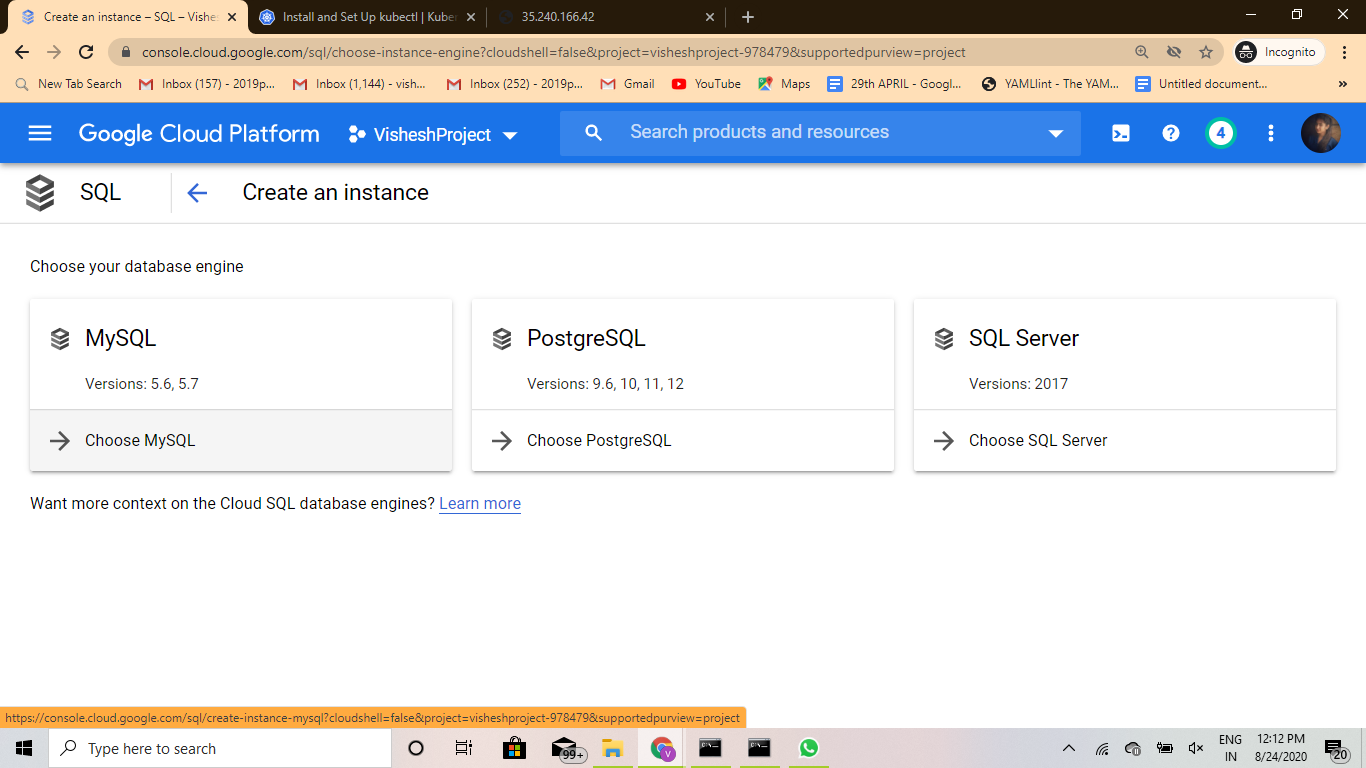 Create an instance – SQL – Vishe
Install and Set Up kubectl | Kuber
35.240.166.42
console.cloud.google.com/sql/choose-instance-engine?cloudshell=false&project=visheshproject-978479&supportedpurview=project
Incognito
New Tab Search
Inbox (157) - 2019p...
Inbox (1,144) - vish...
Inbox (252) - 2019p...
Gmail
YouTube
Maps
29th APRIL - Googl...
YAMLlint - The YAM...
Untitled document...
»
Google Cloud Platform
VisheshProject
Search products and resources
4
SQL
Create an instance
Choose your database engine
MySQL
Versions: 5.6, 5.7
Choose MySQL
PostgreSQL
Versions: 9.6, 10, 11, 12
Choose PostgreSQL
SQL Server
Versions: 2017
Choose SQL Server
Want more context on the Cloud SQL database engines? Learn more
https://console.cloud.google.com/sql/create-instance-mysql?cloudshell=false&project=visheshproject-978479&supportedpurview=project
Type here to search
99+
V
ENG
IN
12:12 PM
8/24/2020
20